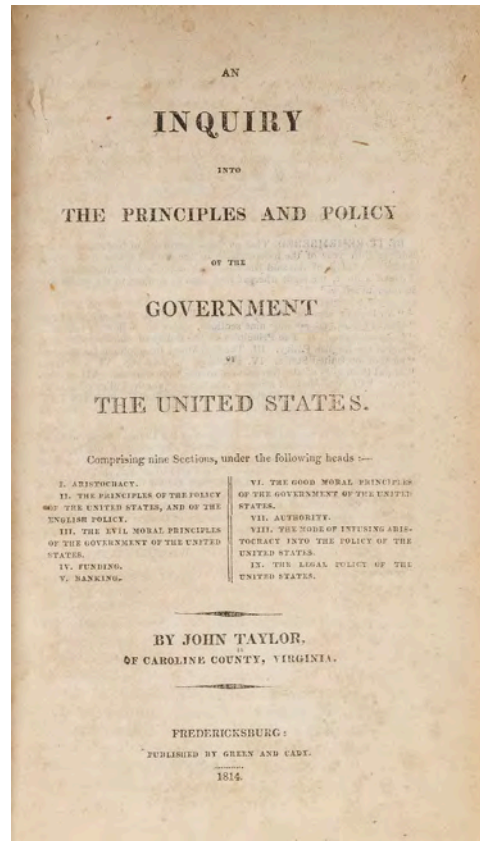 AN
INQUIRY
INTO
THE PRINCIPLES AND POLICY
OF THE
GOVERNMENT
OF
THE UNITED STATES.
Comprising nine Sections, under the following heads :—
I. ARISTOCRACY.
II. THE PRINCIPLES OF THE POLICY
OF THE UNITED STATES, AND OF THE
ENGLISH POLICY.
III. THE EVIL MORAL PRINCIPLES
OF THE GOVERNMENT OF THE UNITED
STATES.
IV. FUNDING.
V. BANKING.
VI. THE GOOD MORAL PRINCIPLES
OF THE GOVERNMENT OF THE UNITED
STATES.
VII. AUTHORITY.
VIII. THE MODE OF INFUSING ARIS-
TOCRACY INTO THE POLICY OF THE
UNITED STATES.
IX. THE LEGAL POLICY OF THE
UNITED STATES.
BY JOHN TAYLOR,
OF CAROLINE COUNTY, VIRGINIA.
FREDERICKSBURG:
PUBLISHED BY GREEN AND CADY.
1814.